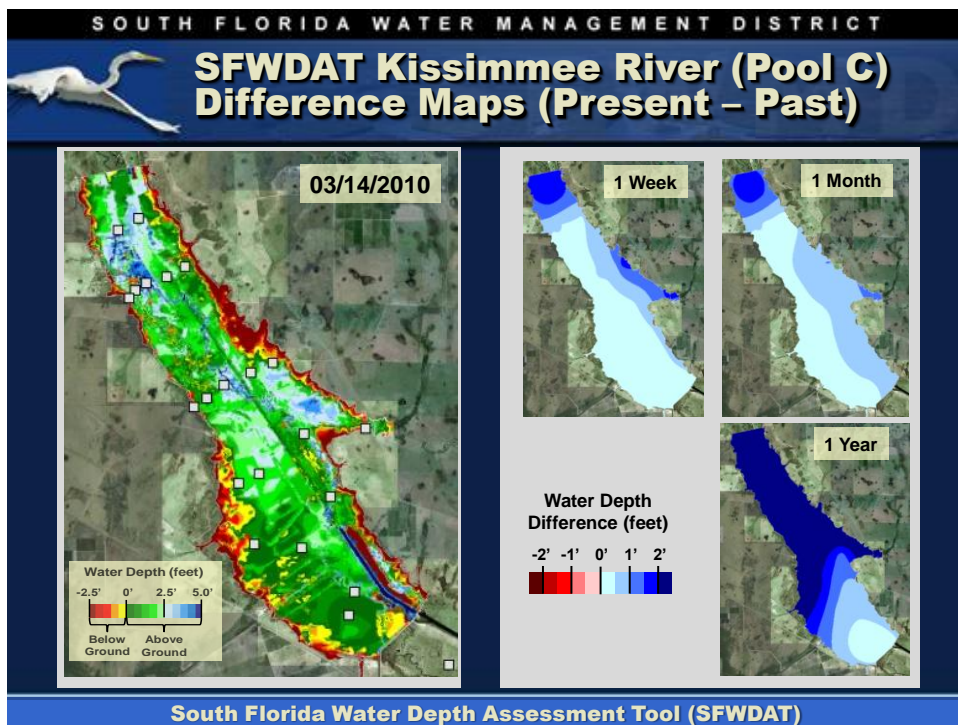 SOUTH FLORIDA WATER MANAGEMENT DISTRICT
SFWDAT Kissimmee River (Pool C)
Difference Maps (Present – Past)
03/14/2010
Water Depth (feet)
-2.5' 0' 2.5' 5.0'
Below Above
Ground Ground
1 Week
1 Month
1 Year
Water Depth
Difference (feet)
-2’ -1’ 0’ 1’ 2’
South Florida Water Depth Assessment Tool (SFWDAT)